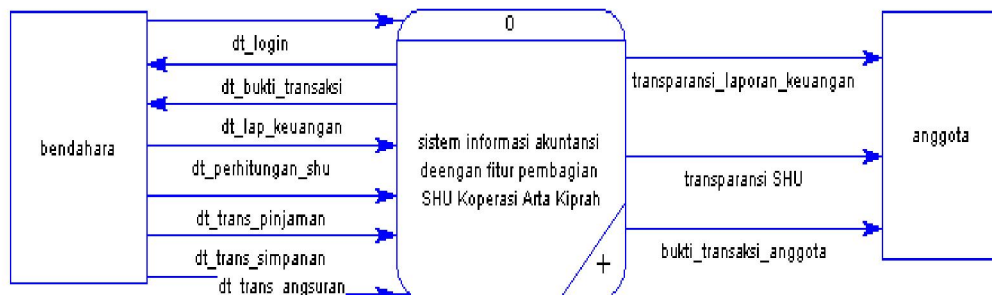 0
dt_login
dt_bukti_transaksi
dt_lap_keuangan
dt_perhitungan_shu
dt_trans_pinjaman
dt_trans_simpanan
dt_trans_angsuran
bendahara
sistem informasi akuntansi
deengan fitur pembagian
SHU Koperasi Arta Kiprah
+
transparansi_laporan_keuangan
transparansi SHU
bukti_transaksi_anggota
anggota